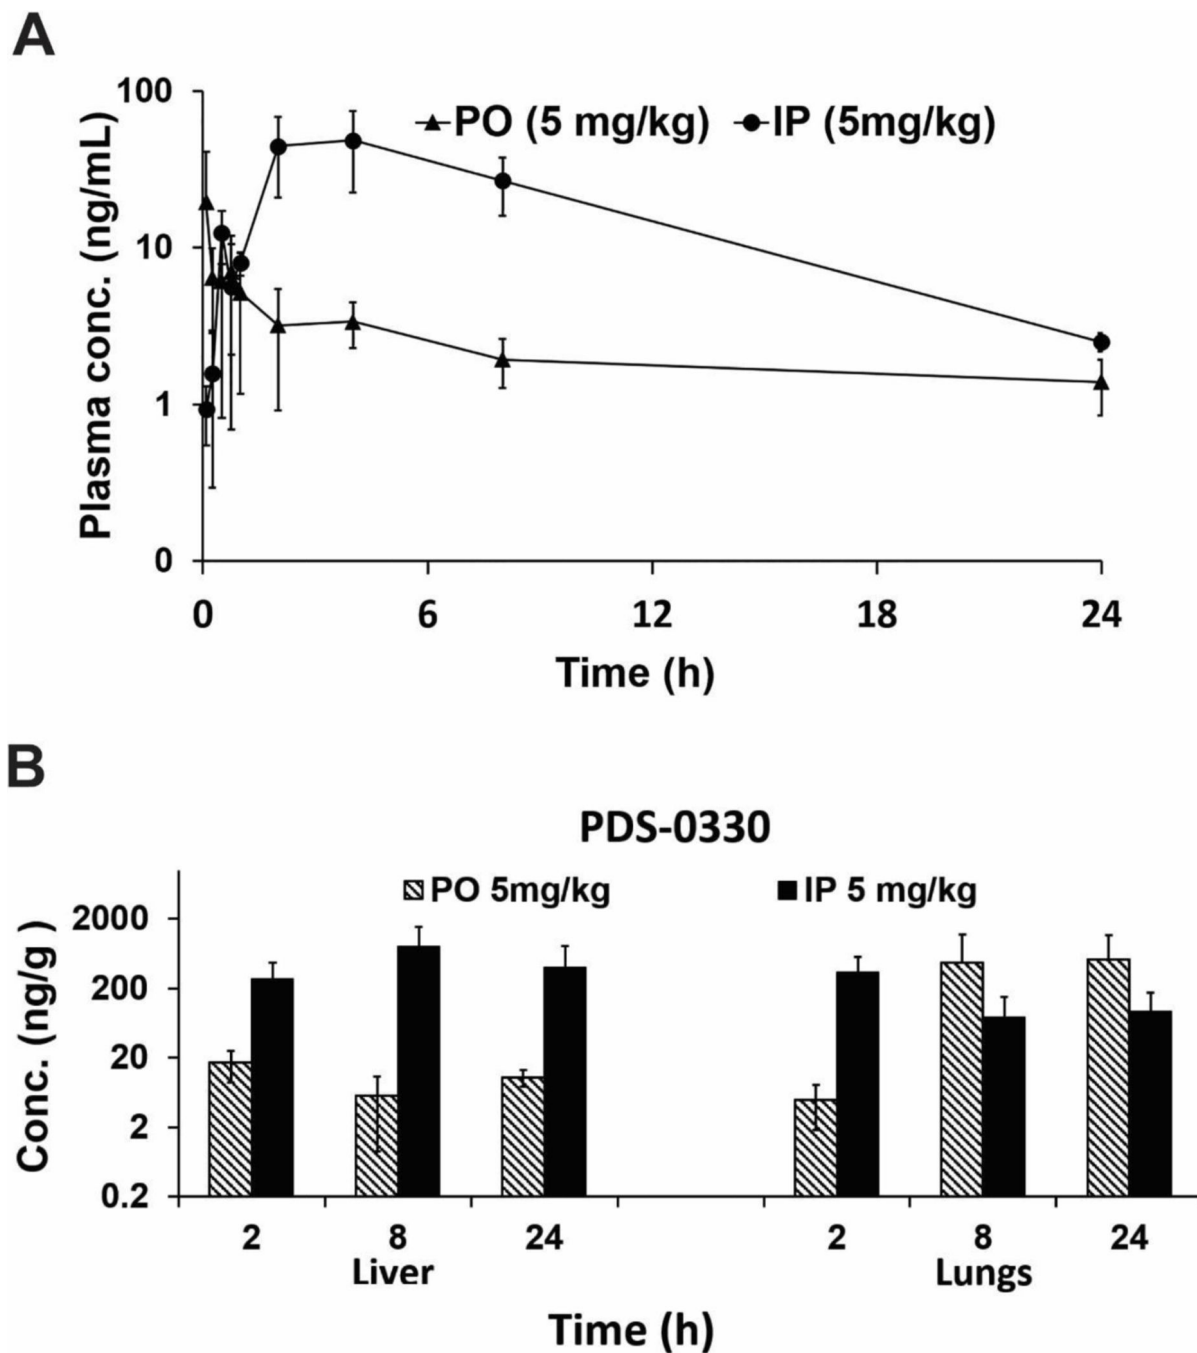 A
100
PO (5 mg/kg) IP (5mg/kg)
10
1
0
Plasma conc. (ng/mL)
0 6 12 18 24
Time (h)
B
PDS-0330
PO 5mg/kg IP 5 mg/kg
2000
200
20
2
0.2
Conc. (ng/g )
2 8 24 2 8 24
Liver Lungs
Time (h)